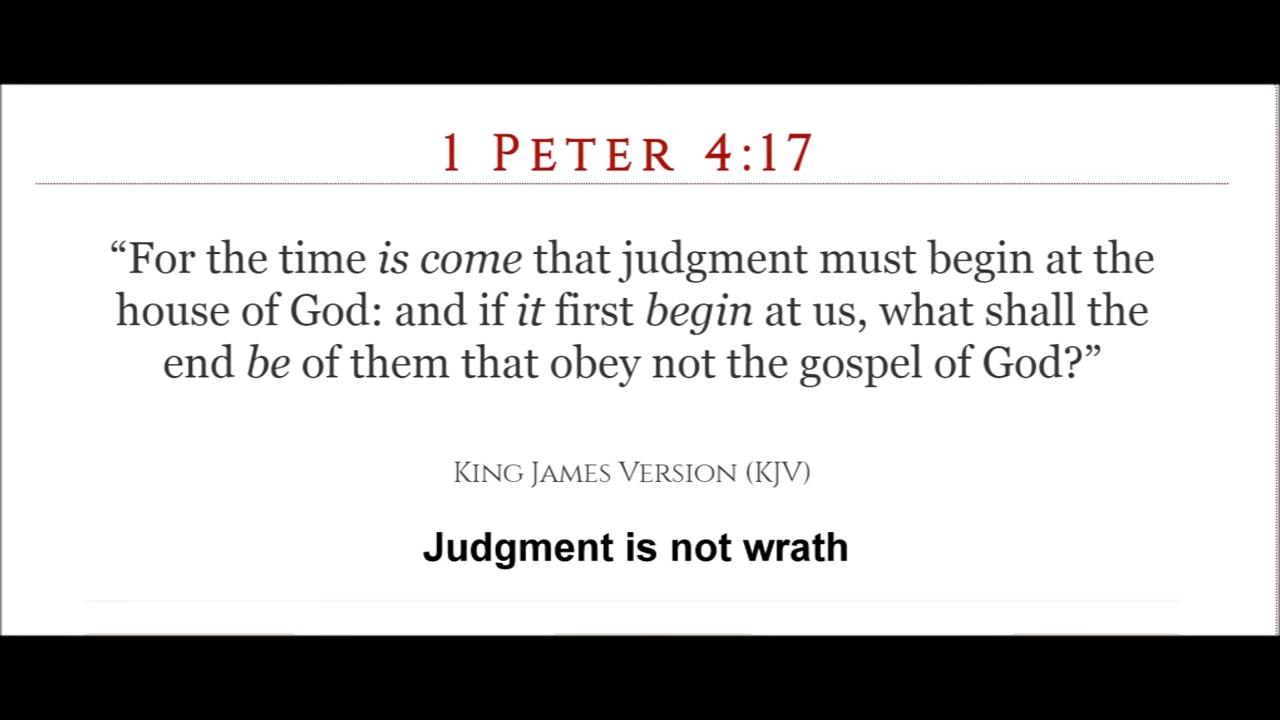 1 PETER 4:17
“For the time is come that judgment must begin at the
house of God: and if it first begin at us, what shall the
end be of them that obey not the gospel of God?”
KING JAMES VERSION (KJV)
Judgment is not wrath